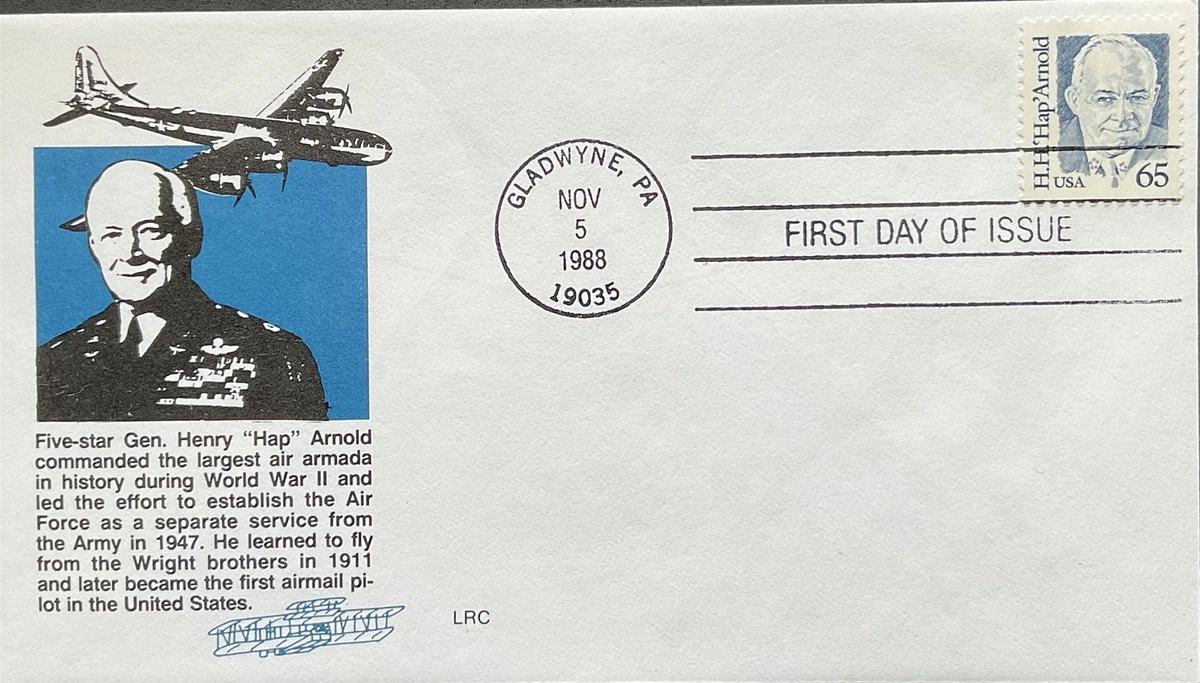 H.H.'Hap'Arnold
USA 65
GLADWYNE, PA
NOV
5
1988
19035
FIRST DAY OF ISSUE
Five-star Gen. Henry "Hap" Arnold
commanded the largest air armada
in history during World War II and
led the effort to establish the Air
Force as a separate service from
the Army in 1947. He learned to fly
from the Wright brothers in 1911
and later became the first airmail pi-
lot in the United States.
LRC